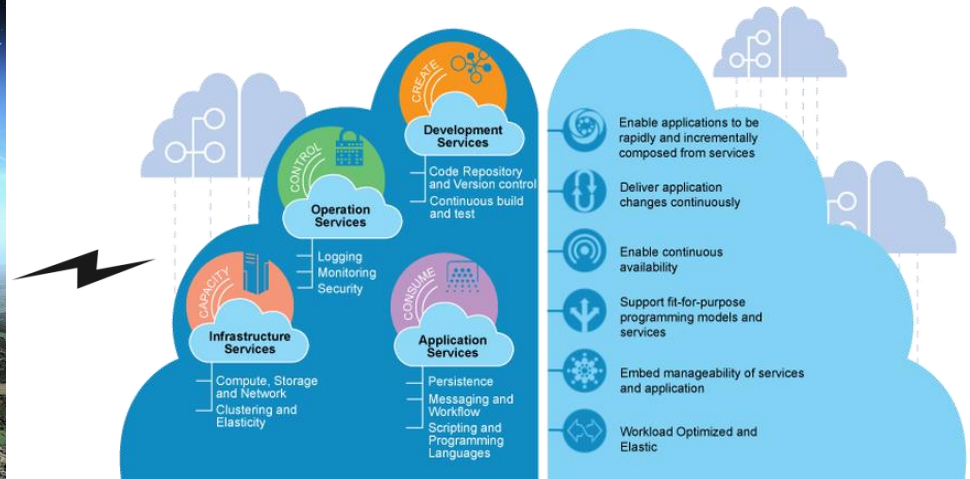 CREATE
Development
Services
Code Repository
and Version control
Continuous build
and test
CONTROL
Operation
Services
Logging
Monitoring
Security
CAPACITY
Infrastructure
Services
Compute, Storage
and Network
Clustering and
Elasticity
CONSUME
Application
Services
Persistence
Messaging and
Workflow
Scripting and
Programming
Languages
Enable applications to be
rapidly and incrementally
composed from services
Deliver application
changes continuously
Enable continuous
availability
Support fit-for-purpose
programming models and
services
Embed manageability of services
and application
Workload Optimized and
Elastic